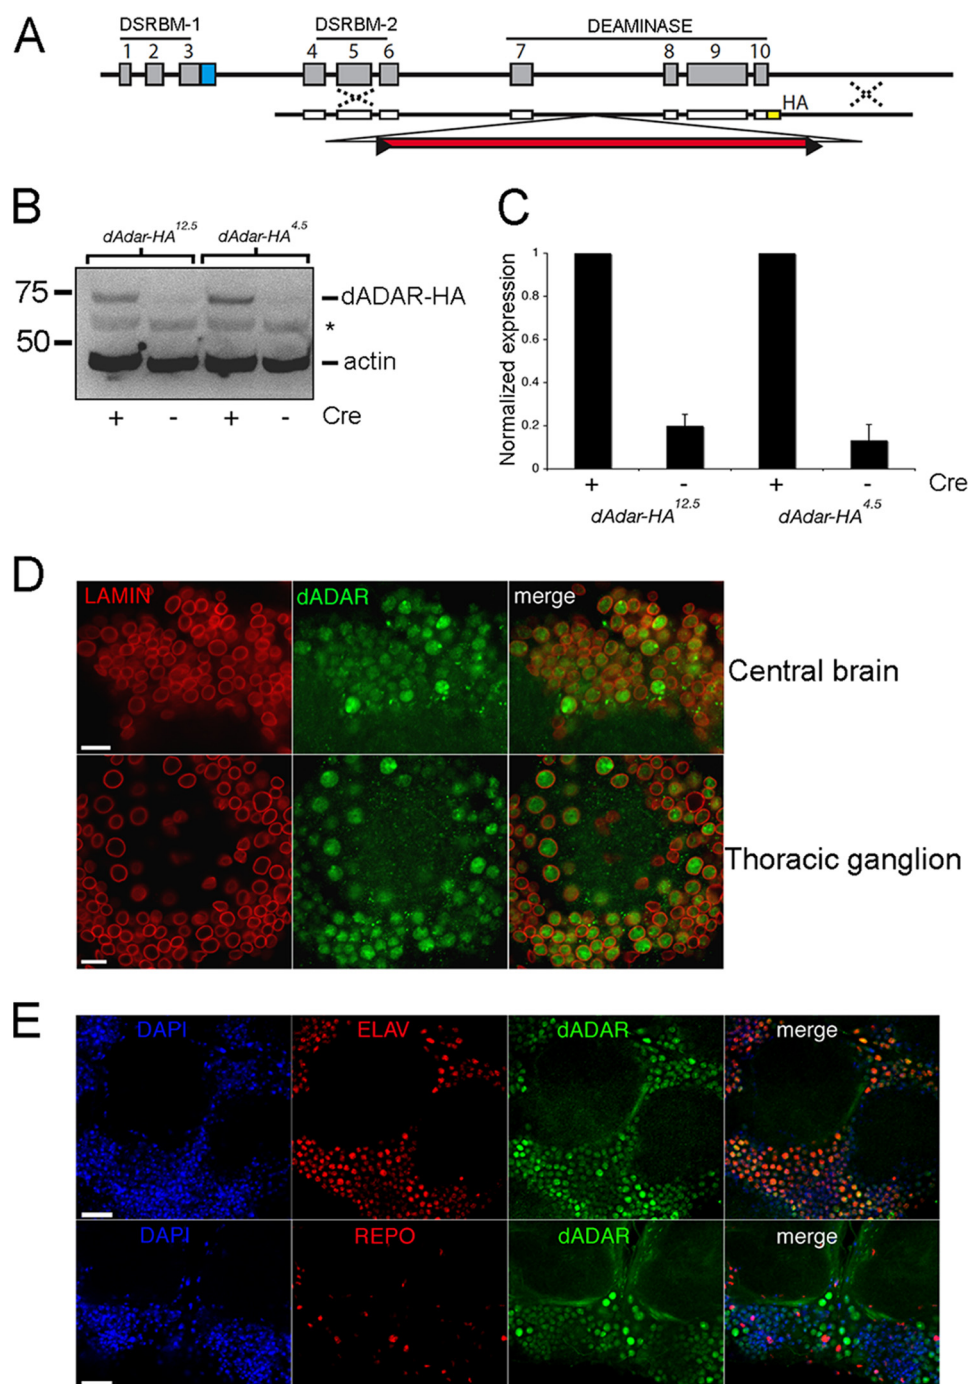 A
DSRBM-1 DSRBM-2 DEAMINASE
1 2 3 4 5 6 7 8 9 10
HA
B
dAdar-HA12.5 dAdar-HA4.5
75
dADAR-HA
*
50
actin
+ - + - Cre
C
Normalized expression
1
0.8
0.6
0.4
0.2
0
+ - + - Cre
dAdar-HA12.5 dAdar-HA4.5
D
LAMIN dADAR merge
Central brain
Thoracic ganglion
E
DAPI ELAV dADAR merge
DAPI REPO dADAR merge